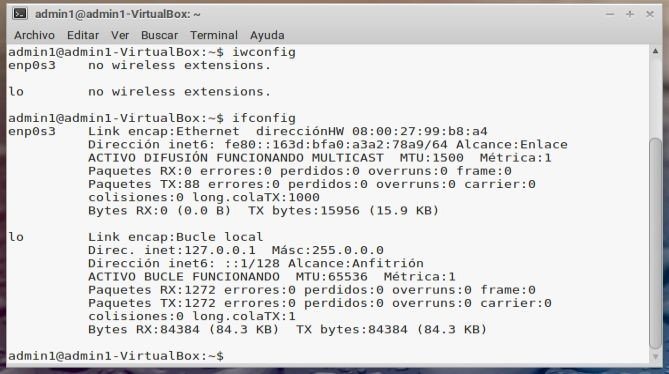 admin1@admin1-VirtualBox: ~
Archivo Editar Ver Buscar Terminal Ayuda
admin1@admin1-VirtualBox:~$ iwconfig
enp0s3    no wireless extensions.
lo        no wireless extensions.
admin1@admin1-VirtualBox:~$ ifconfig
enp0s3    Link encap:Ethernet  direcciónHW 08:00:27:99:b8:a4
          Dirección inet6: fe80::163d:bfa0:a3a2:78a9/64 Alcance:Enlace
          ACTIVO DIFUSIÓN FUNCIONANDO MULTICAST  MTU:1500  Métrica:1
          Paquetes RX:0 errores:0 perdidos:0 overruns:0 frame:0
          Paquetes TX:88 errores:0 perdidos:0 overruns:0 carrier:0
          colisiones:0 long.colaTX:1000
          Bytes RX:0 (0.0 B)  TX bytes:15956 (15.9 KB)
lo        Link encap:Bucle local
          Direc. inet:127.0.0.1  Másc:255.0.0.0
          Dirección inet6: ::1/128 Alcance:Anfitrión
          ACTIVO BUCLE FUNCIONANDO  MTU:65536  Métrica:1
          Paquetes RX:1272 errores:0 perdidos:0 overruns:0 frame:0
          Paquetes TX:1272 errores:0 perdidos:0 overruns:0 carrier:0
          colisiones:0 long.colaTX:1
          Bytes RX:84384 (84.3 KB)  TX bytes:84384 (84.3 KB)
admin1@admin1-VirtualBox:~$